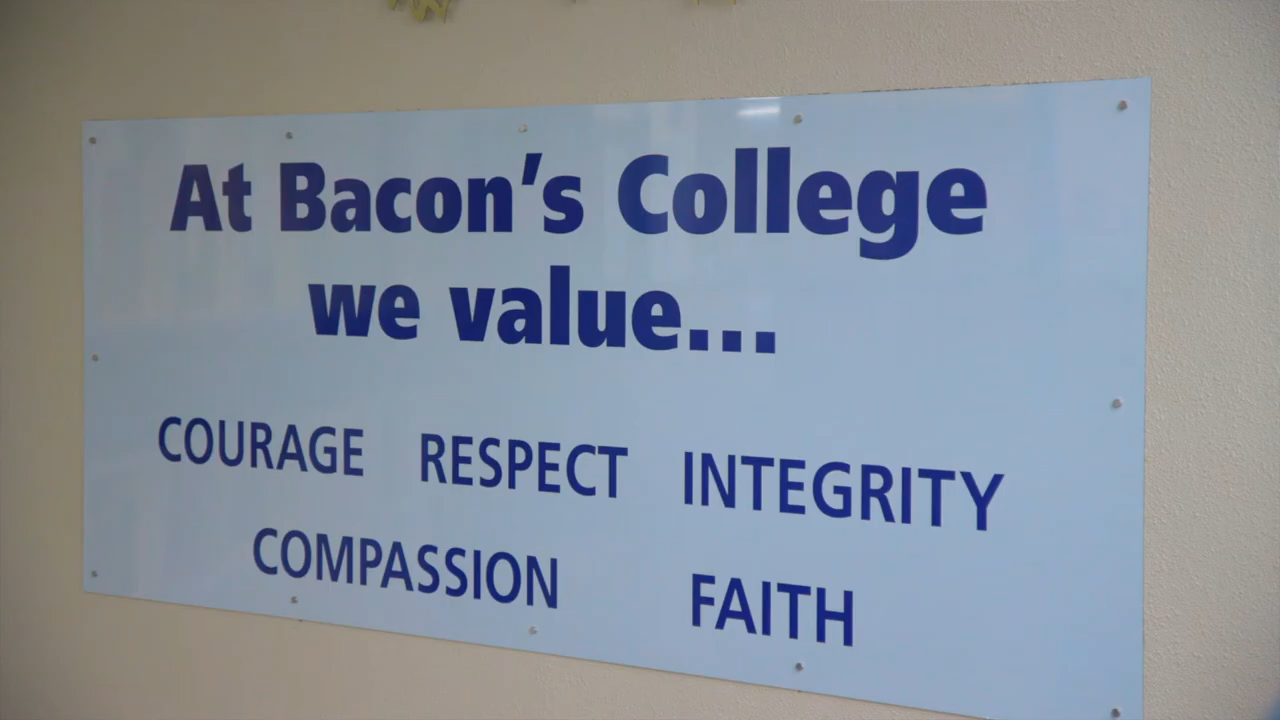 At Bacon's College
we value...
COURAGE RESPECT INTEGRITY
COMPASSION FAITH